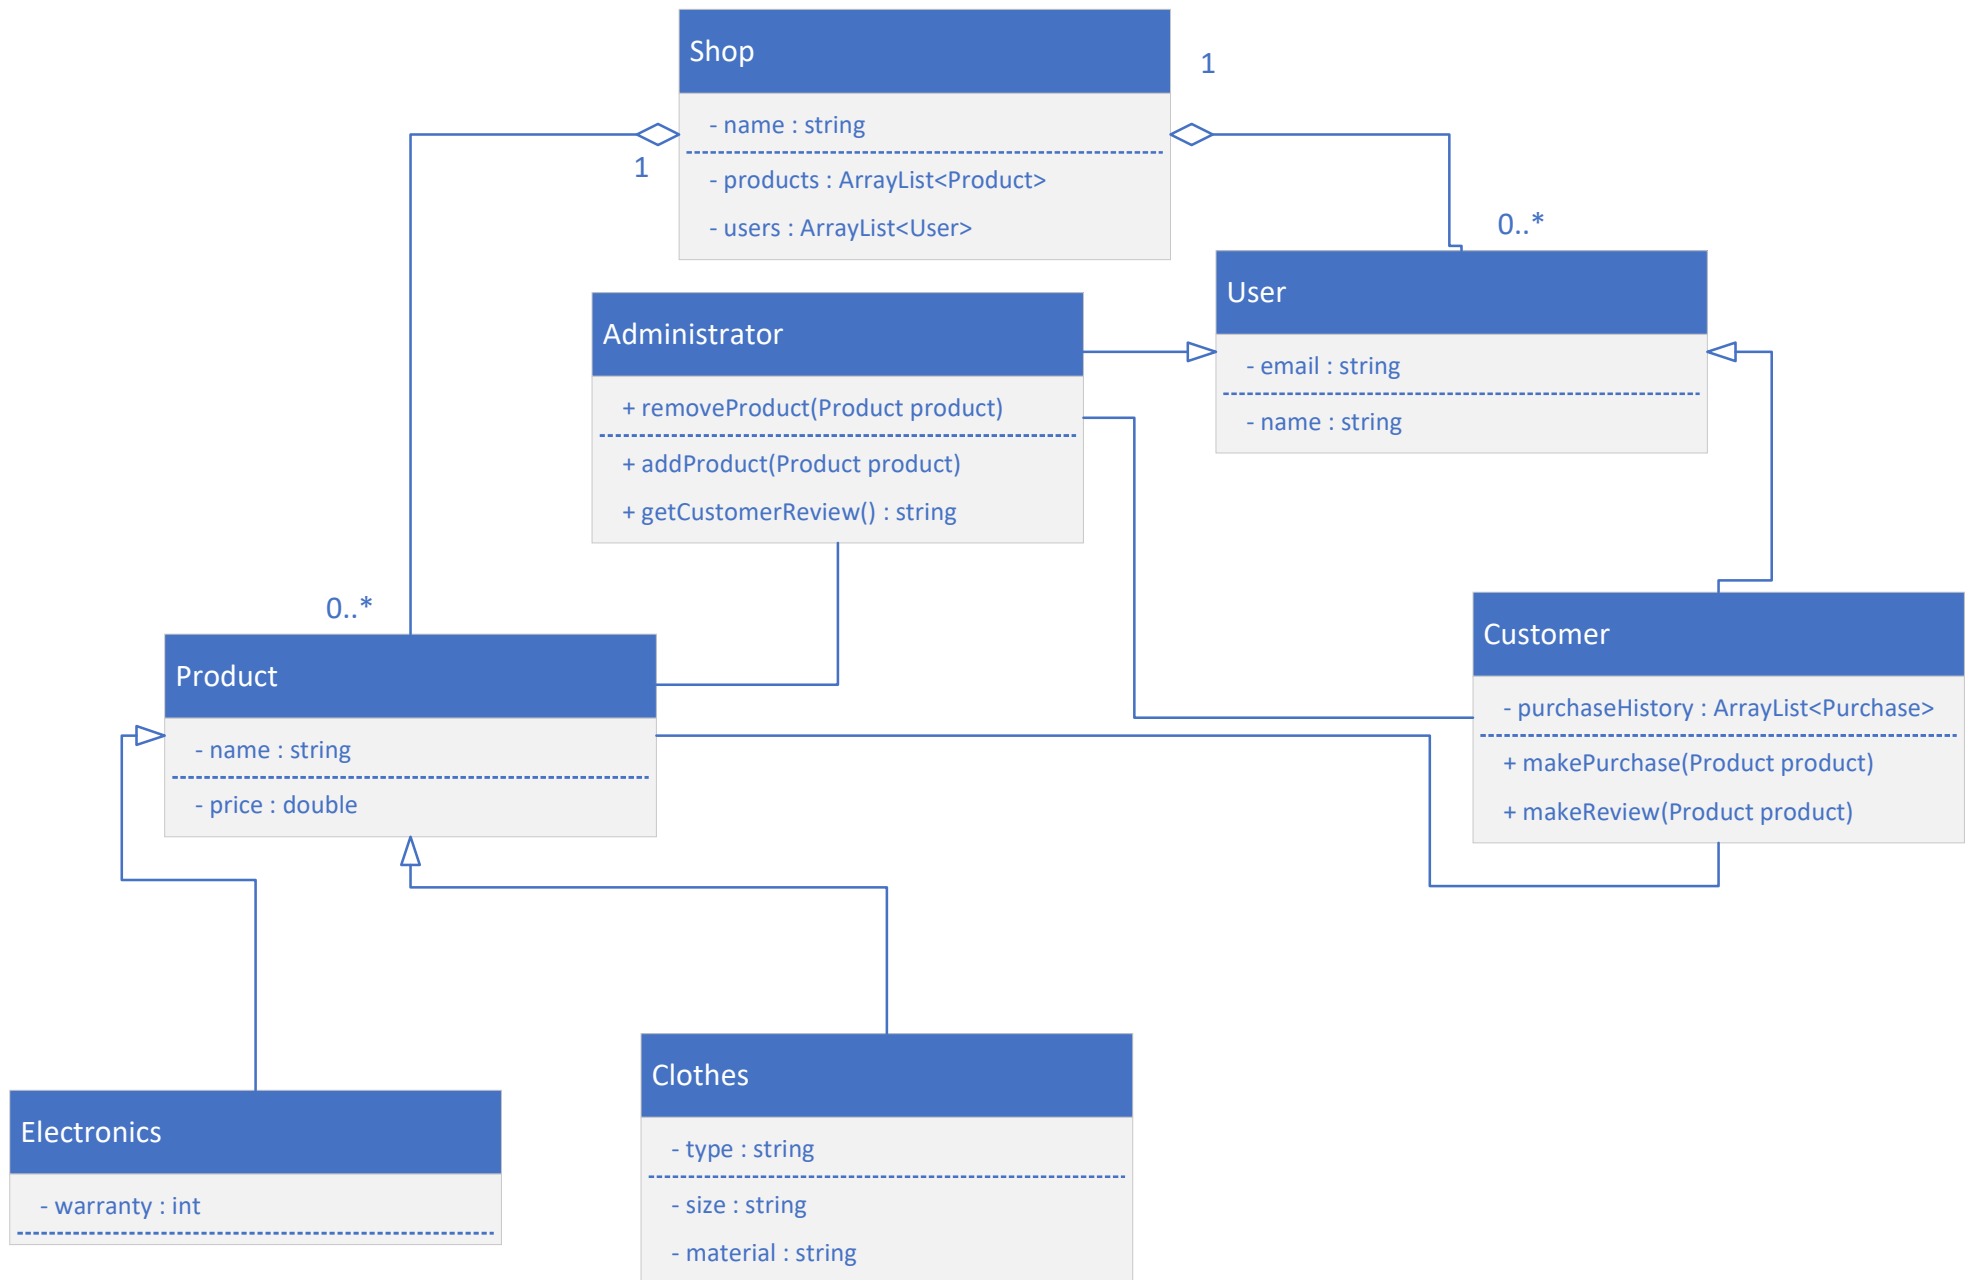 Shop
1
- name : string
1
- products : ArrayList<Product>
- users : ArrayList<User>
0..*
User
- email : string
- name : string
Administrator
+ removeProduct(Product product)
+ addProduct(Product product)
+ getCustomerReview() : string
0..*
Product
- name : string
- price : double
Customer
- purchaseHistory : ArrayList<Purchase>
+ makePurchase(Product product)
+ makeReview(Product product)
Electronics
- warranty : int
Clothes
- type : string
- size : string
- material : string